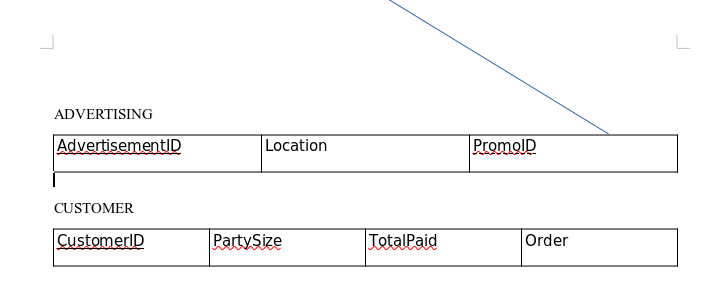 ADVERTISING
AdvertisementID Location PromoID
CUSTOMER
CustomerID PartySize TotalPaid Order